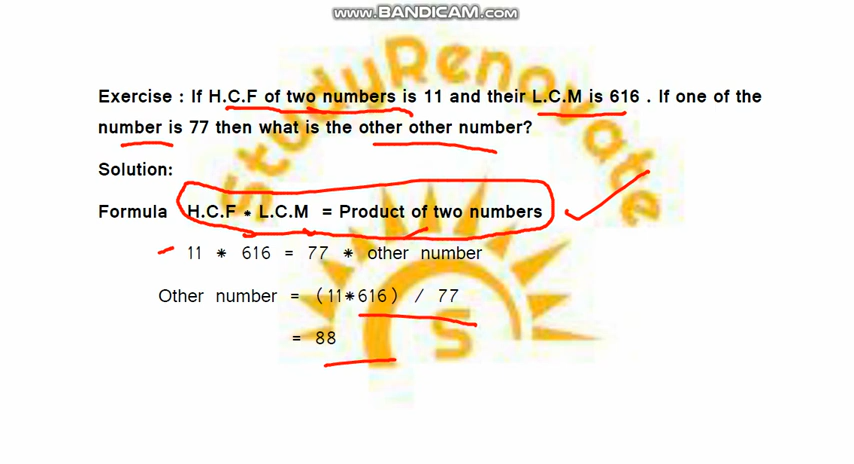 www.BANDICAM.com
StudyRenovate
Exercise : If H.C.F of two numbers is 11 and their L.C.M is 616 . If one of the
number is 77 then what is the other other number?
Solution:
Formula H.C.F * L.C.M = Product of two numbers
11 * 616 = 77 * other number
Other number = (11*616) / 77
= 88
S